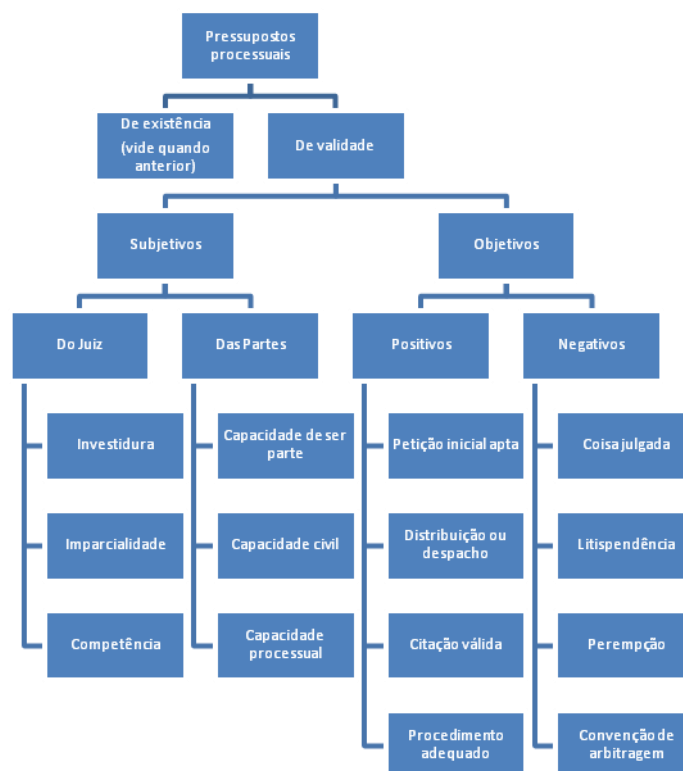 Pressupostos
processuais
De existência
(vide quando
anterior)
De validade
Subjetivos
Objetivos
Do Juiz
Das Partes
Positivos
Negativos
Investidura
Capacidade de ser
parte
Petição inicial apta
Coisa julgada
Imparcialidade
Capacidade civil
Distribuição ou
despacho
Litispendência
Competência
Capacidade
processual
Citação válida
Perempção
Procedimento
adequado
Convenção de
arbitragem